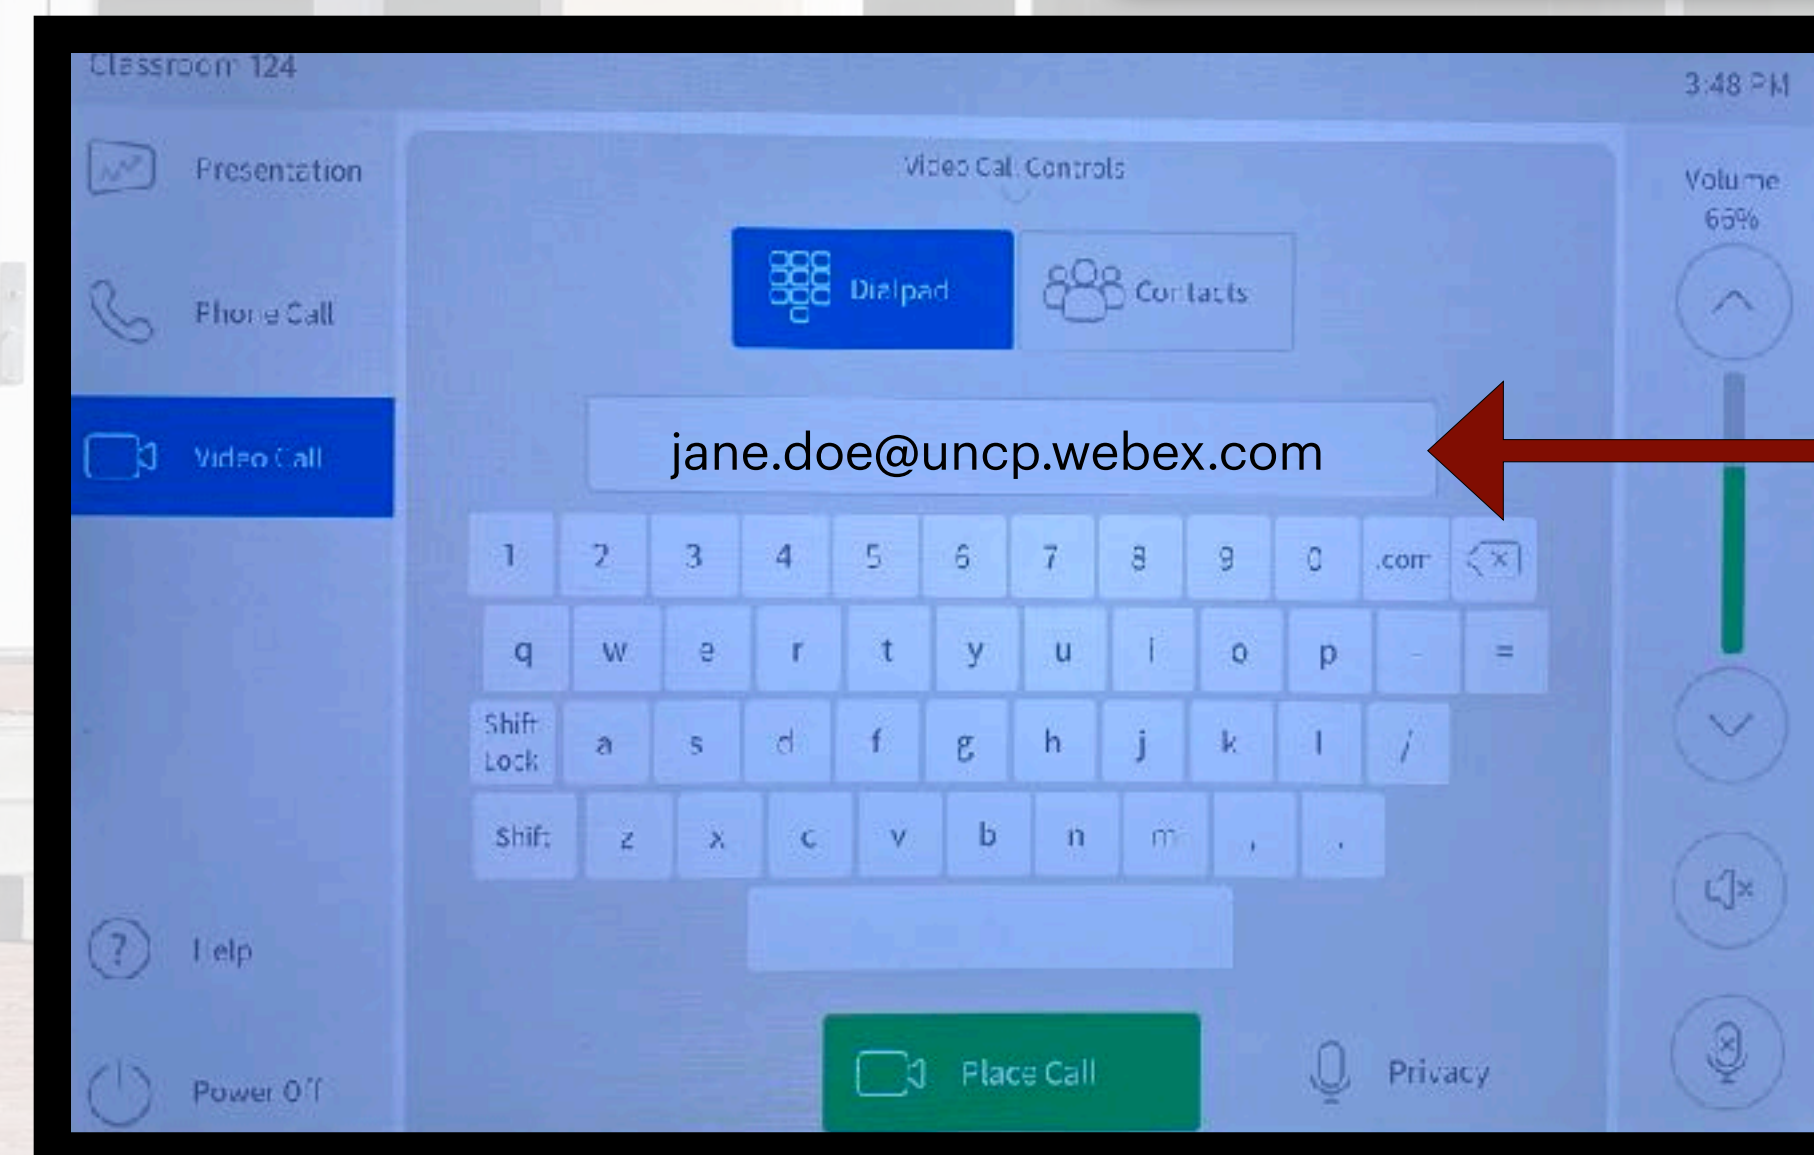 Classroom 124
3:48 PM
Presentation
Phone Call
Video Call
Help
Power Off
Video Call Controls
Dialpad
Contacts
jane.doe@uncp.webex.com
1 2 3 4 5 6 7 8 9 0 .com
q w e r t y u i o p - =
Shift Lock a s d f g h j k l /
Shift z x c v b n m , .
Place Call
Privacy
Volume